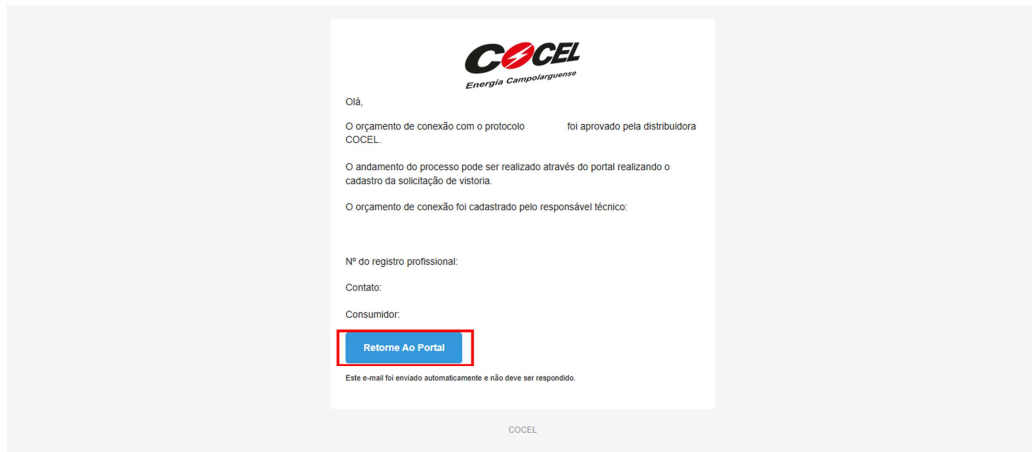 COCEL
Energia Campolarguense
Olá,
O orçamento de conexão com o protocolo foi aprovado pela distribuidora
COCEL.
O andamento do processo pode ser realizado através do portal realizando o
cadastro da solicitação de vistoria.
O orçamento de conexão foi cadastrado pelo responsável técnico:
Nº do registro profissional:
Contato:
Consumidor:
Retorne Ao Portal
Este e-mail foi enviado automaticamente e não deve ser respondido.
COCEL